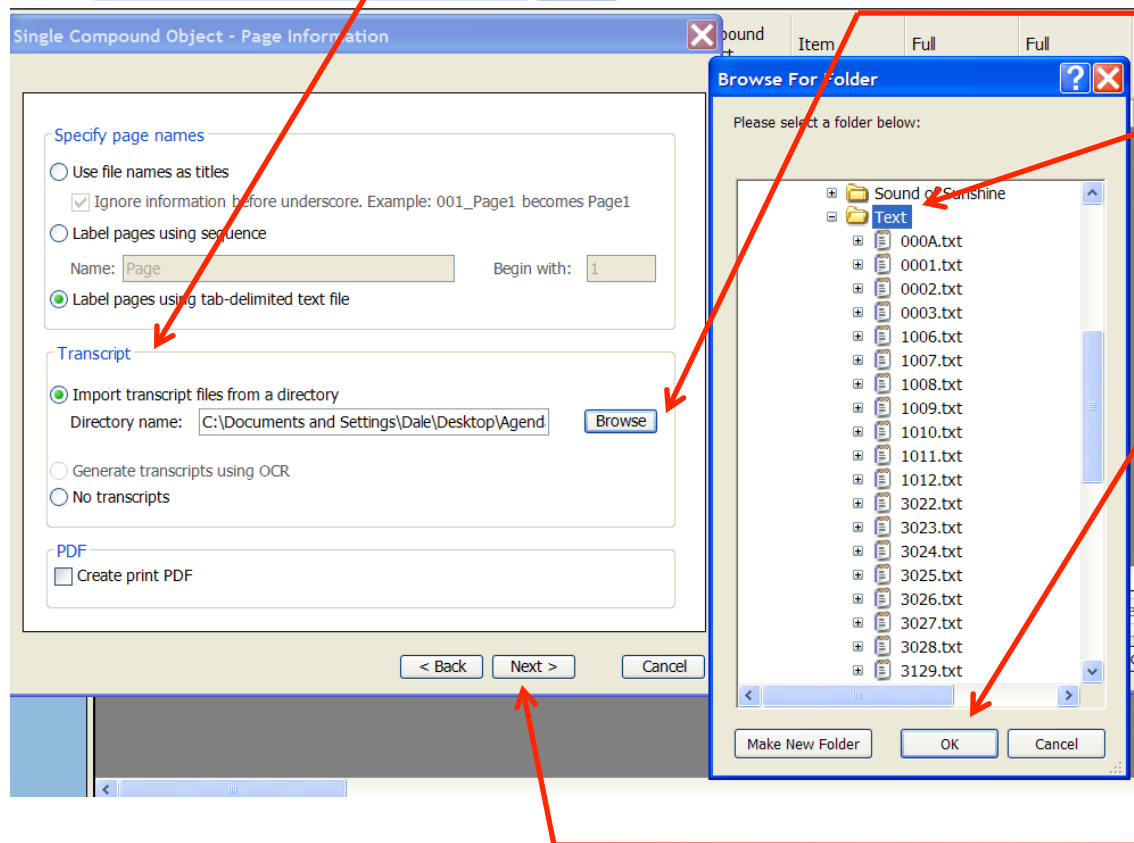 Single Compound Object - Page Information
Specify page names
Use file names as titles
Ignore information before underscore. Example: 001_Page1 becomes Page1
Label pages using sequence
Name: Page Begin with: 1
Label pages using tab-delimited text file
Transcript
Import transcript files from a directory
Directory name: C:\Documents and Settings\Dale\Desktop\Agend Browse
Generate transcripts using OCR
No transcripts
PDF
Create print PDF
< Back Next > Cancel
Item Full Full
Browse For Folder
Please select a folder below:
Sound of Sunshine
Text
000A.txt
0001.txt
0002.txt
0003.txt
1006.txt
1007.txt
1008.txt
1009.txt
1010.txt
1011.txt
1012.txt
3022.txt
3023.txt
3024.txt
3025.txt
3026.txt
3027.txt
3028.txt
3129.txt
Make New Folder OK Cancel